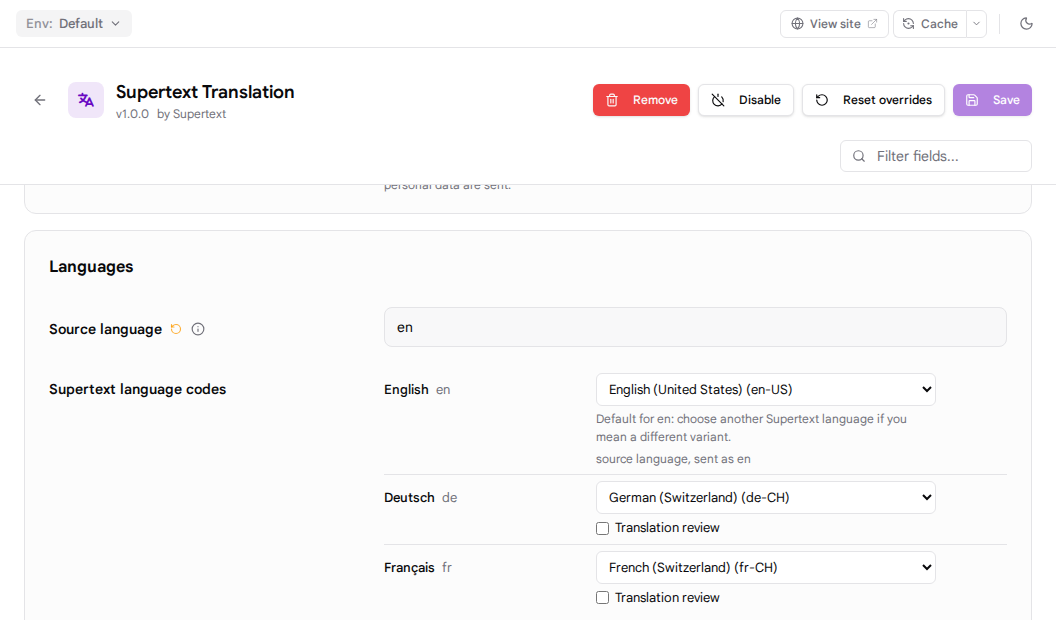 Env: Default
View site
Cache
Supertext Translation
v1.0.0 by Supertext
Remove
Disable
Reset overrides
Save
Filter fields...
personal data are sent.
Languages
Source language
en
Supertext language codes
English en
English (United States) (en-US)
Default for en: choose another Supertext language if you
mean a different variant.
source language, sent as en
Deutsch de
German (Switzerland) (de-CH)
Translation review
Français fr
French (Switzerland) (fr-CH)
Translation review